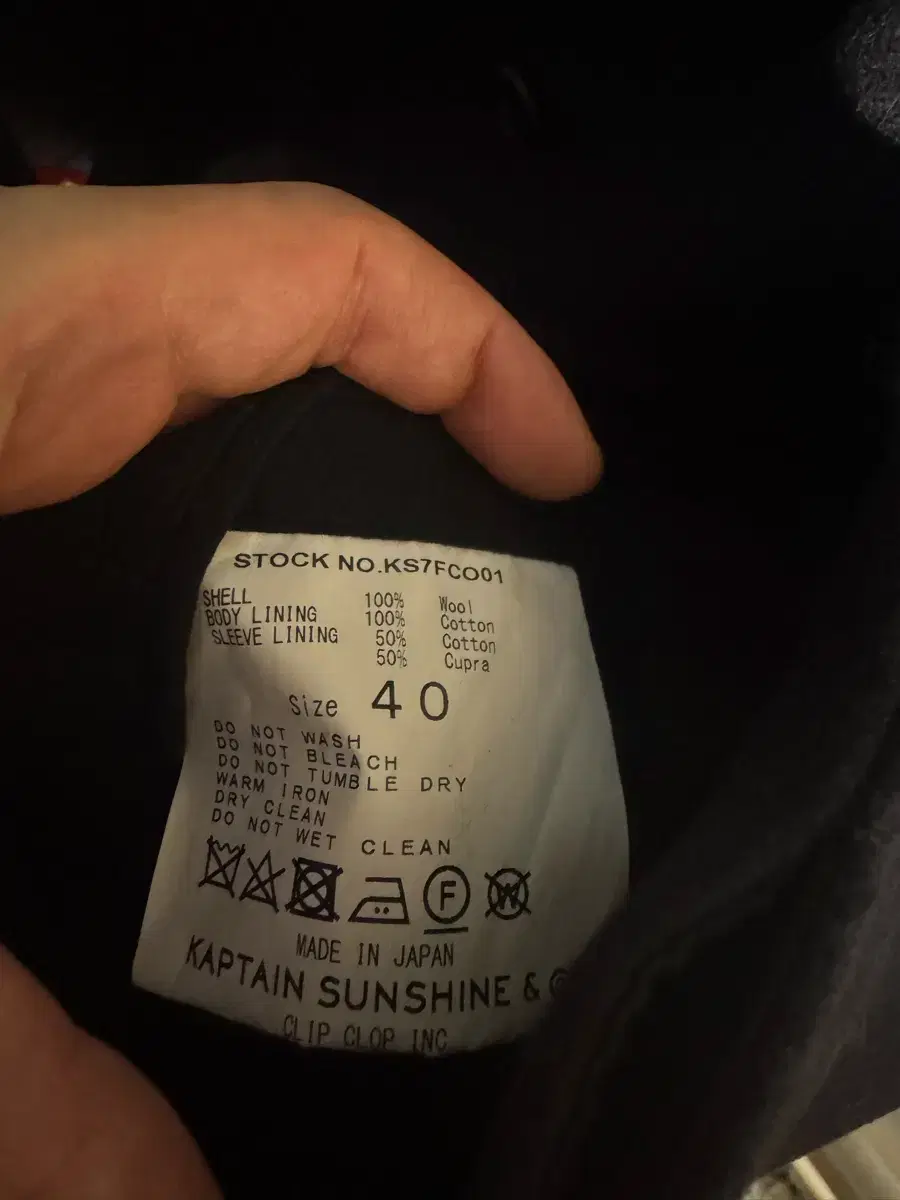 STOCK NO.KS7FCO01
SHELL 100% Wool
BODY LINING 100% Cotton
SLEEVE LINING 50% Cotton
50% Cupra
Size 40
DO NOT WASH
DO NOT BLEACH
DO NOT TUMBLE DRY
WARM IRON
DRY CLEAN
DO NOT WET CLEAN
F W
MADE IN JAPAN
KAPTAIN SUNSHINE &
CLIP CLOP INC